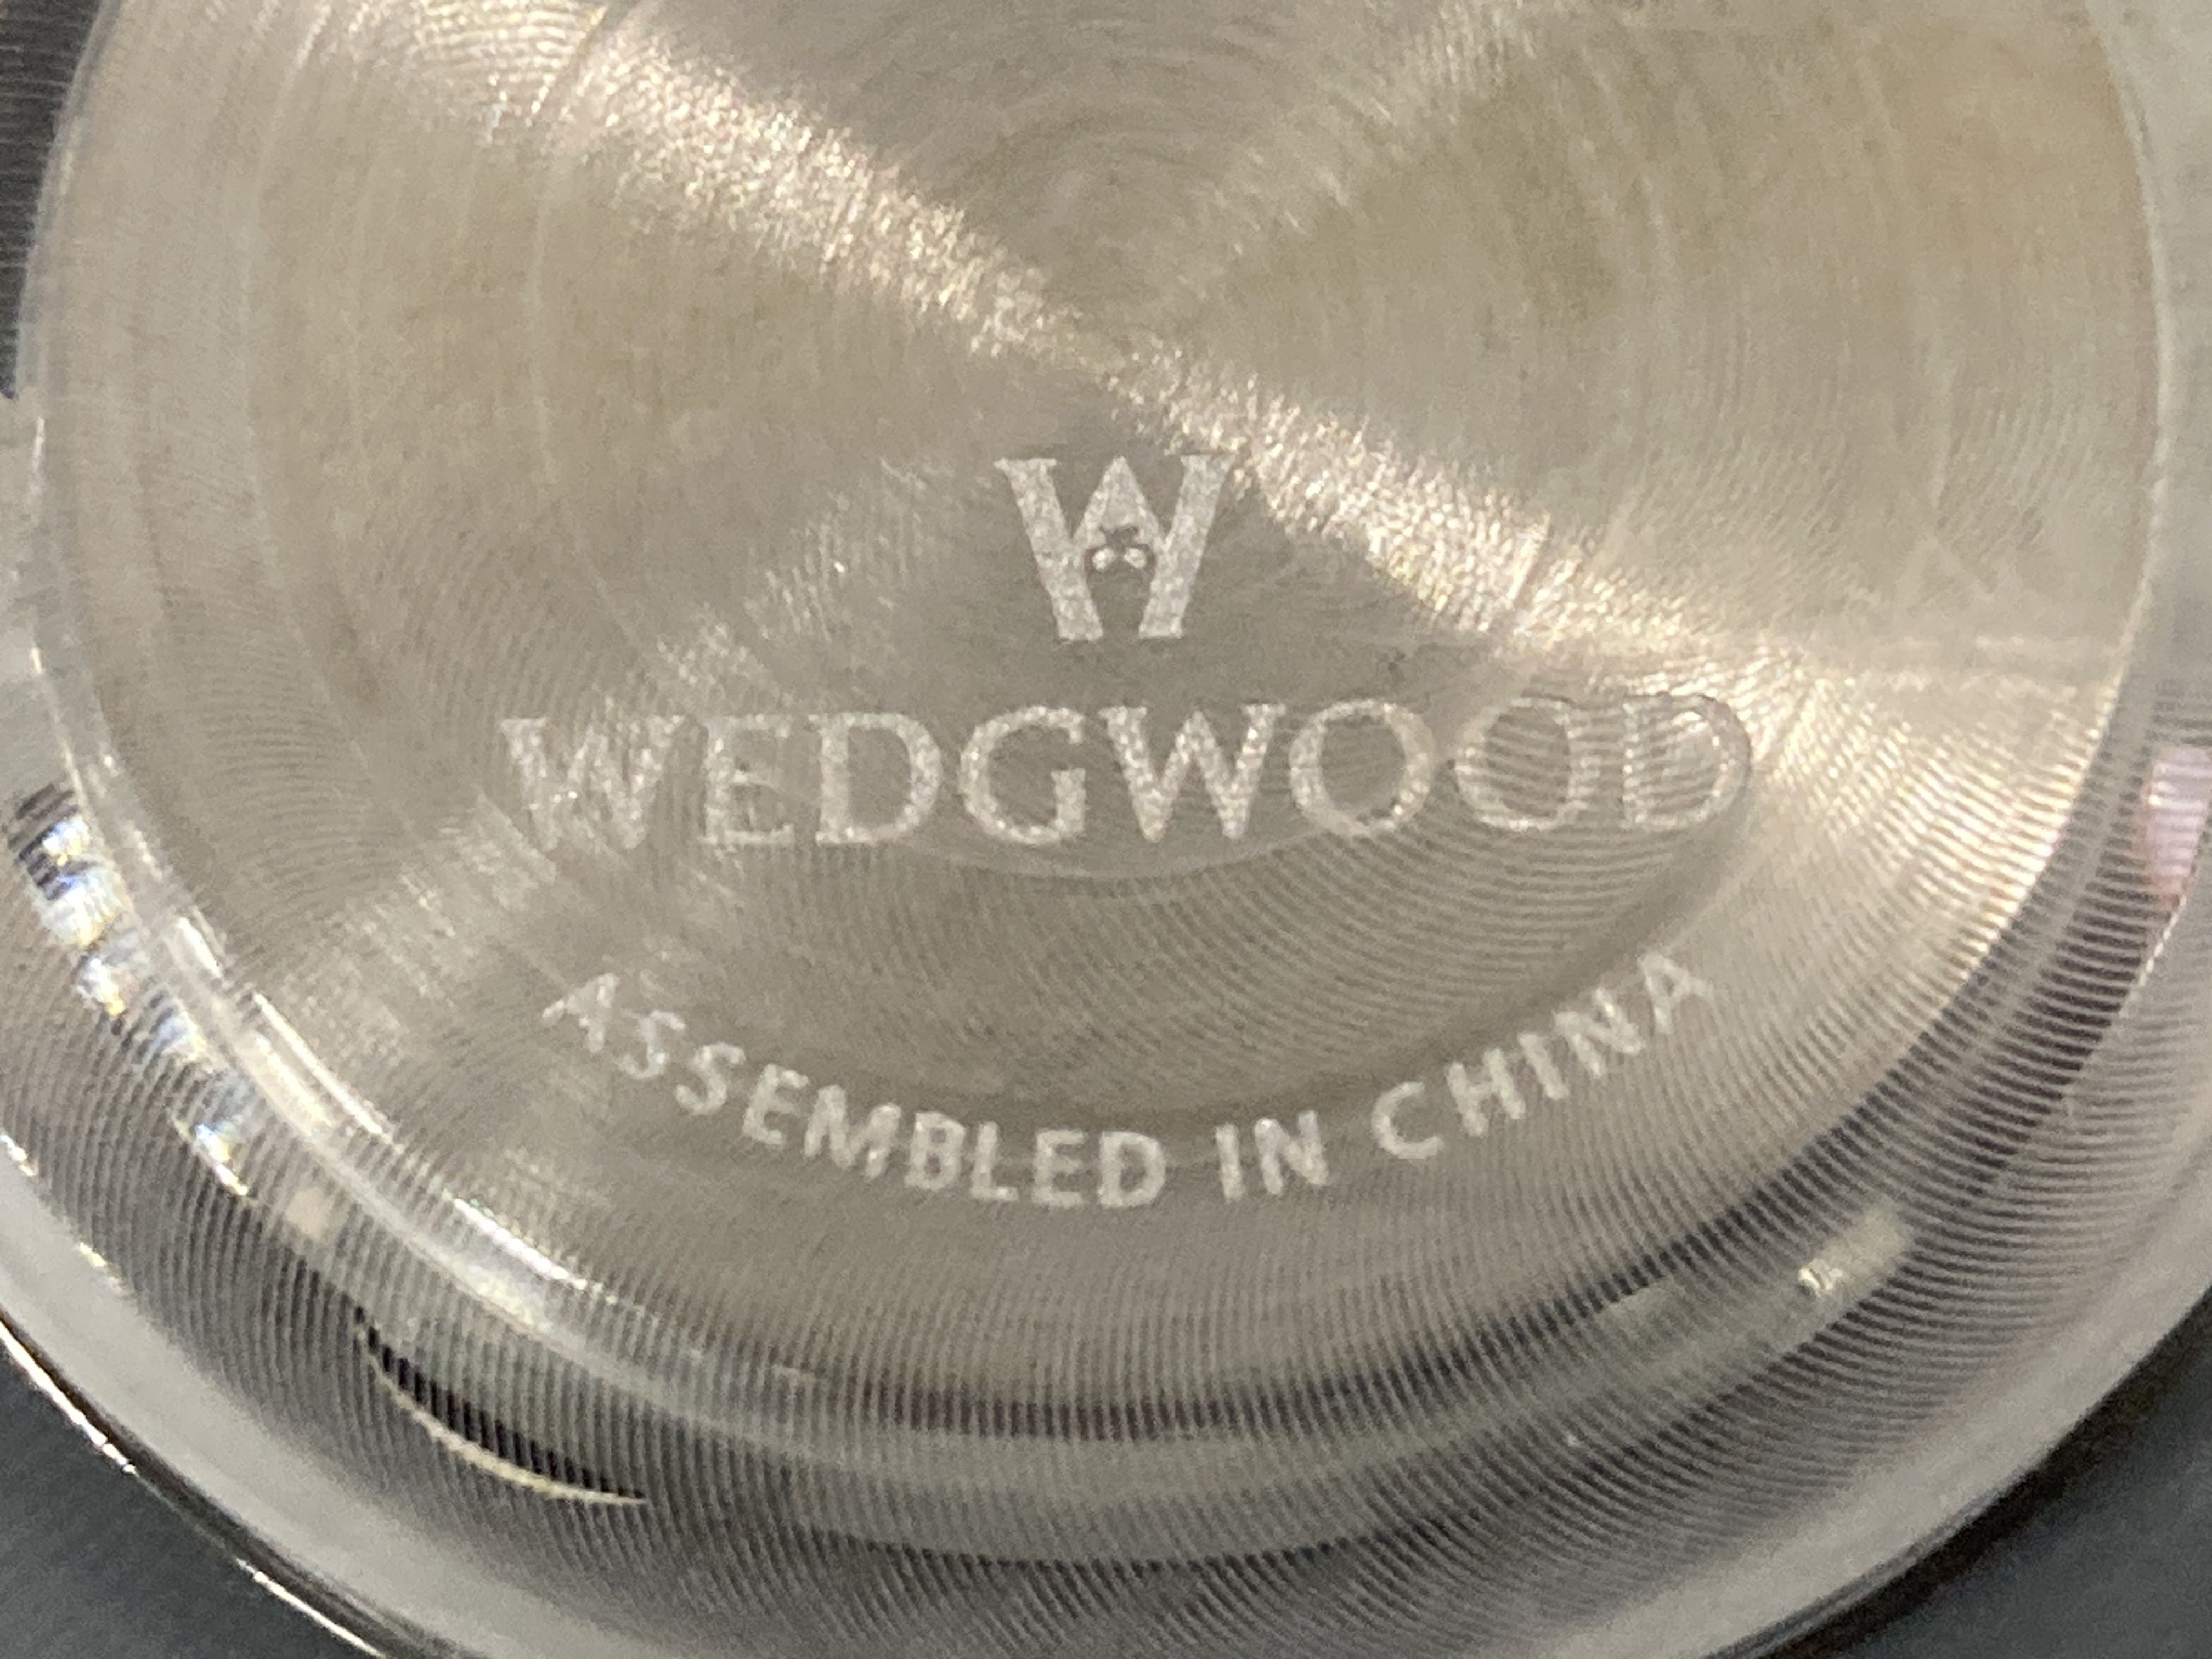 W
WEDGWOOD
ASSEMBLED IN CHINA